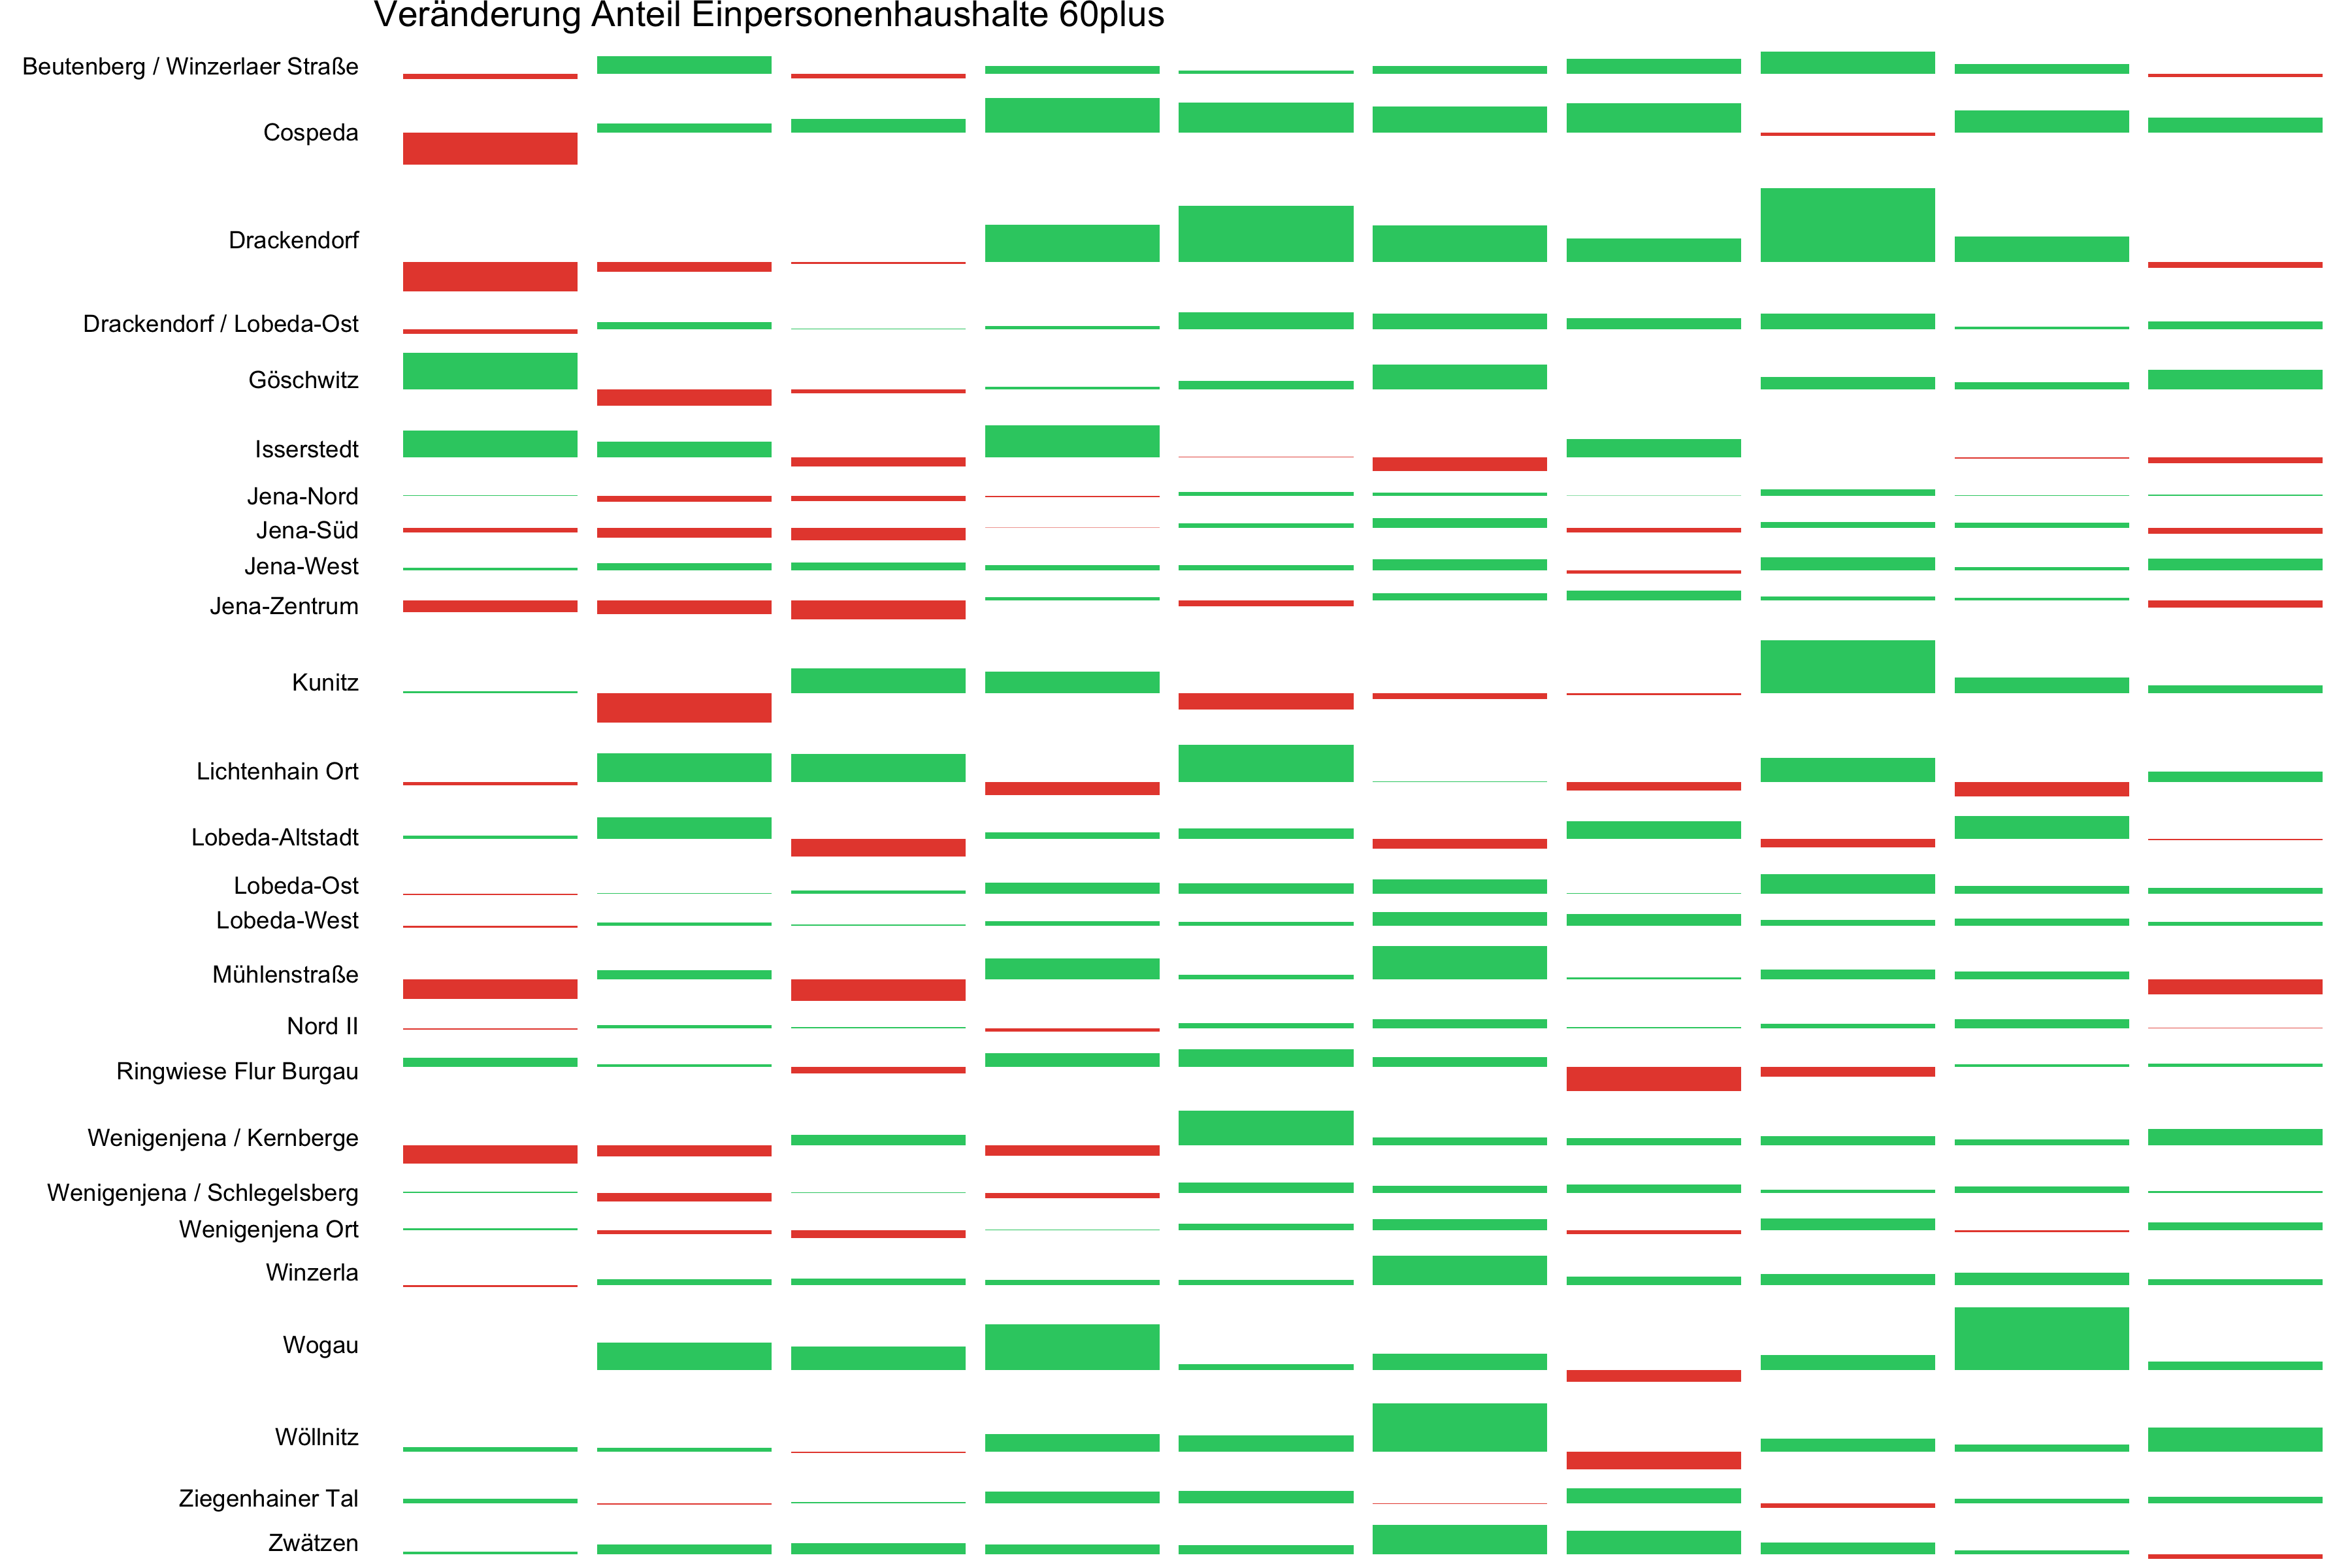 Veränderung Anteil Einpersonenhaushalte 60plus
Beutenberg / Winzerlaer Straße
Cospeda
Drackendorf
Drackendorf / Lobeda-Ost
Göschwitz
Isserstedt
Jena-Nord
Jena-Süd
Jena-West
Jena-Zentrum
Kunitz
Lichtenhain Ort
Lobeda-Altstadt
Lobeda-Ost
Lobeda-West
Mühlenstraße
Nord II
Ringwiese Flur Burgau
Wenigenjena / Kernberge
Wenigenjena / Schlegelsberg
Wenigenjena Ort
Winzerla
Wogau
Wöllnitz
Ziegenhainer Tal
Zwätzen